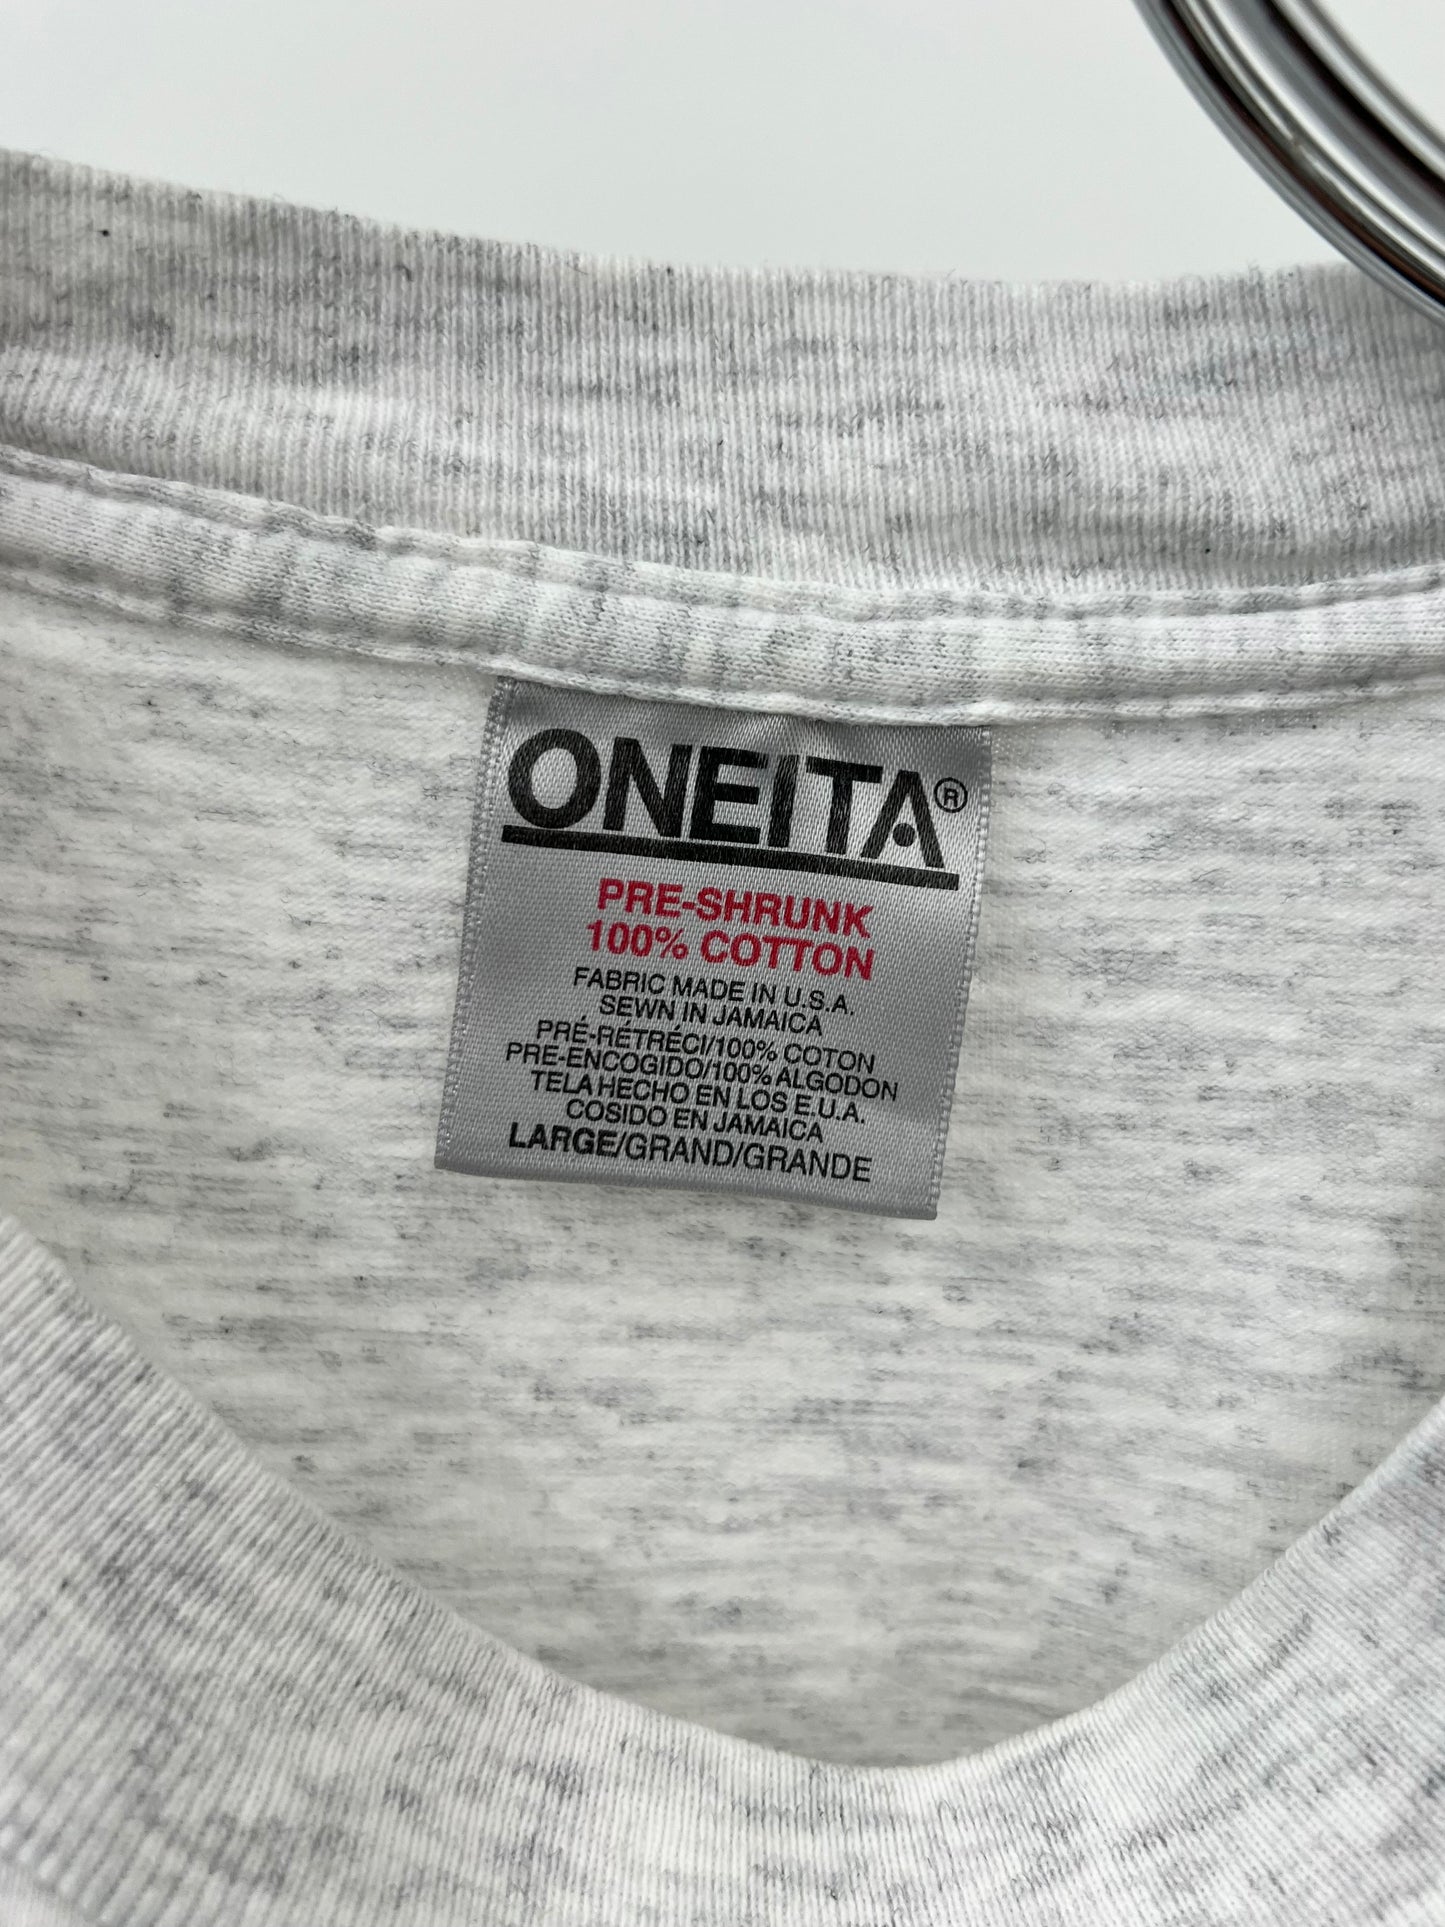 ONEITA®
PRE-SHRUNK
100% COTTON
FABRIC MADE IN U.S.A.
SEWN IN JAMAICA
PRÉ-RÉTRÉCI/100% COTON
PRE-ENCOGIDO/100% ALGODON
TELA HECHO EN LOS E.U.A.
COSIDO EN JAMAICA
LARGE/GRAND/GRANDE